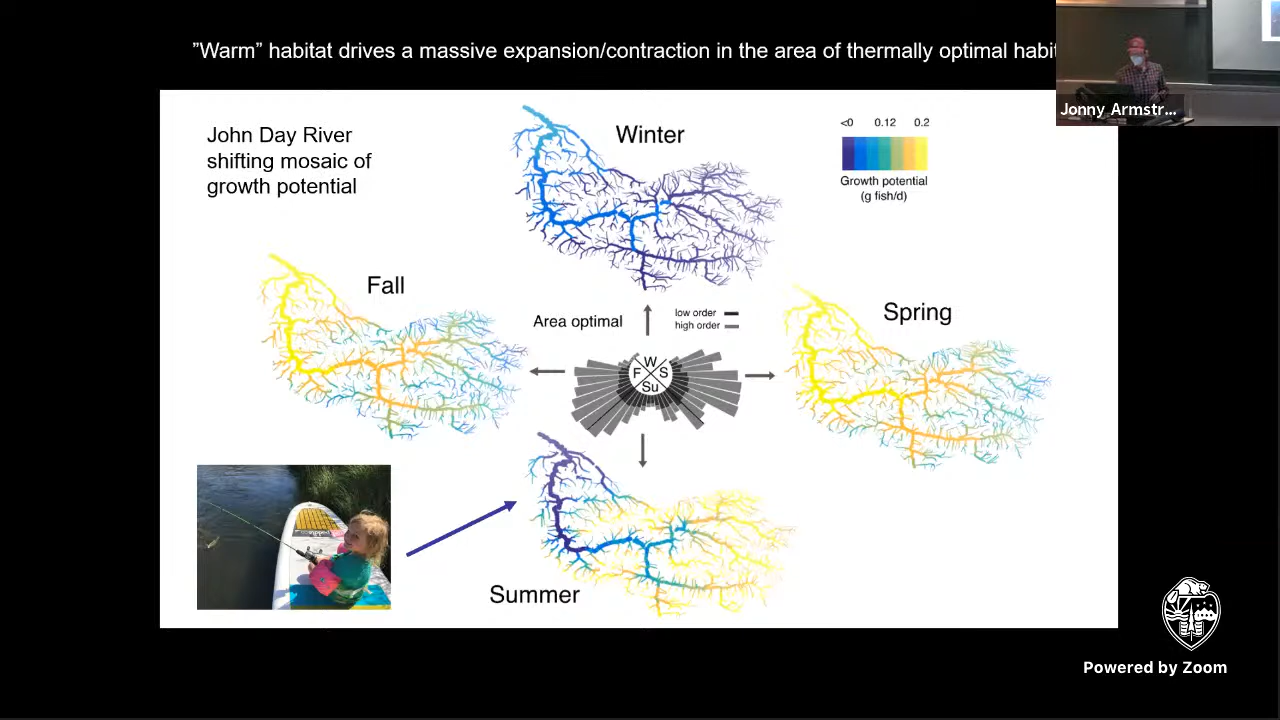 ”Warm” habitat drives a massive expansion/contraction in the area of thermally optimal habit
Jonny Armstr...
John Day River
shifting mosaic of
growth potential
Winter
<0 0.12 0.2
Growth potential
(g fish/d)
Fall
Spring
Area optimal
low order
high order
W
F S
Su
Summer
Powered by Zoom